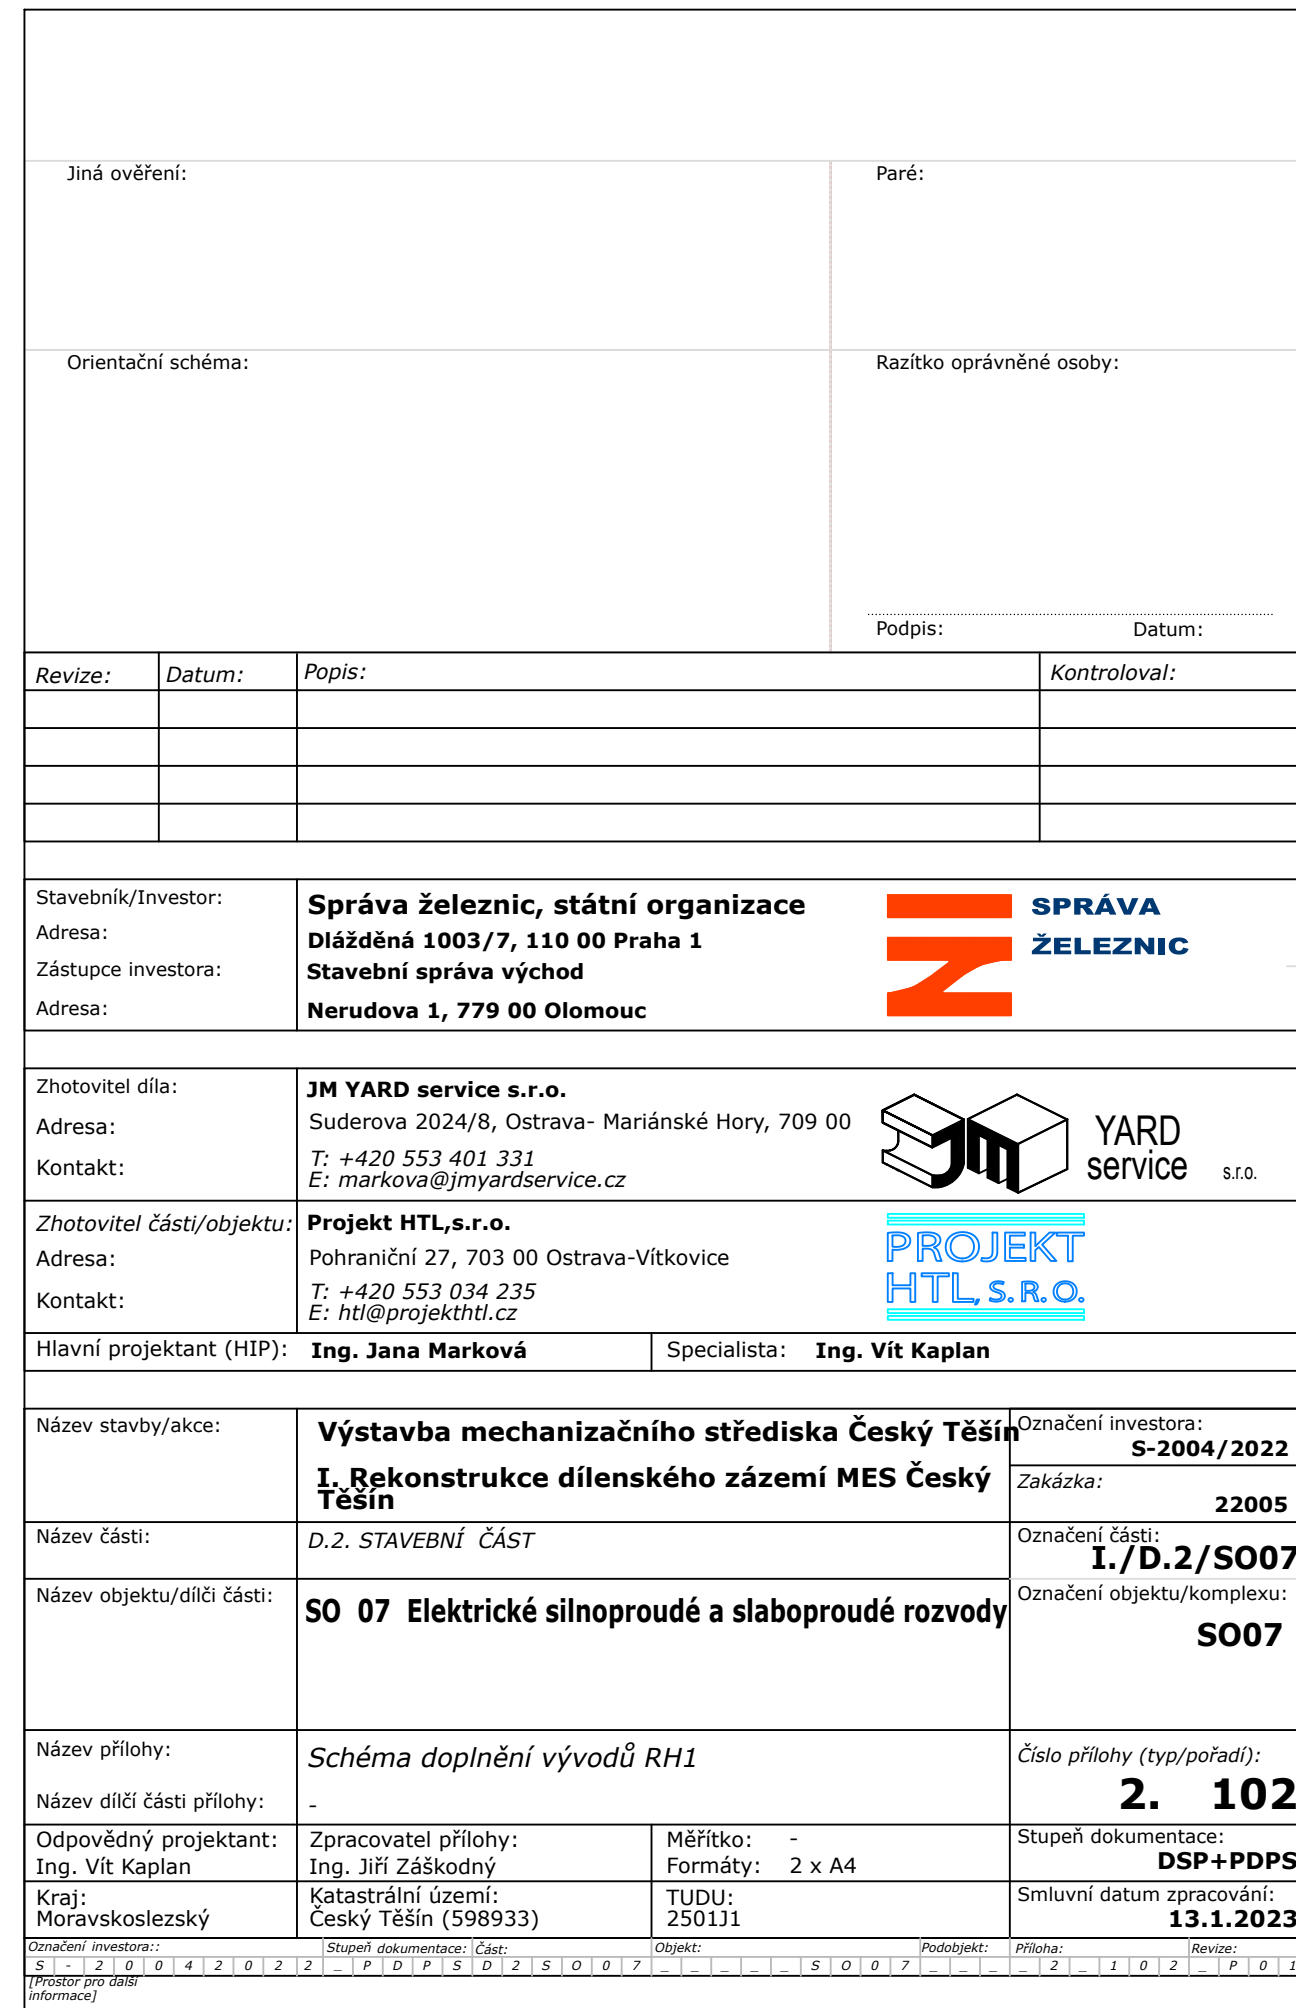 Jiná ověření:
Paré:
Orientační schéma:
Razítko oprávněné osoby:
Podpis:
Datum:
Revize: Datum: Popis: Kontroloval:
Stavebník/Investor: Správa železnic, státní organizace
Adresa: Dlážděná 1003/7, 110 00 Praha 1
Zástupce investora: Stavební správa východ
Adresa: Nerudova 1, 779 00 Olomouc
SPRÁVA
ŽELEZNIC
Zhotovitel díla: JM YARD service s.r.o.
Adresa: Suderova 2024/8, Ostrava- Mariánské Hory, 709 00
Kontakt: T: +420 553 401 331
E: markova@jmyardservice.cz
JM YARD
service s.r.o.
Zhotovitel části/objektu: Projekt HTL,s.r.o.
Adresa: Pohraniční 27, 703 00 Ostrava-Vítkovice
Kontakt: T: +420 553 034 235
E: htl@projekthtl.cz
PROJEKT
HTL, S.R.O.
Hlavní projektant (HIP): Ing. Jana Marková Specialista: Ing. Vít Kaplan
Název stavby/akce: Výstavba mechanizačního střediska Český Těšín
I. Rekonstrukce dílenského zázemí MES Český
Těšín
Označení investora:
S-2004/2022
Zakázka:
22005
Název části: D.2. STAVEBNÍ ČÁST
Označení části:
I./D.2/SO07
Název objektu/dílči části: SO 07 Elektrické silnoproudé a slaboproudé rozvody
Označení objektu/komplexu:
SO07
Název přílohy: Schéma doplnění vývodů RH1
Název dílčí části přílohy: -
Číslo přílohy (typ/pořadí):
2. 102
Odpovědný projektant: Zpracovatel přílohy: Měřítko: - Stupeň dokumentace:
Ing. Vít Kaplan Ing. Jiří Záškodný Formáty: 2 x A4 DSP+PDPS
Kraj: Katastrální území: TUDU: Smluvní datum zpracování:
Moravskoslezský Český Těšín (598933) 2501J1 13.1.2023
Označení investora:: Stupeň dokumentace: Část: Objekt: Podobjekt: Příloha: Revize:
S - 2 0 0 4 2 0 2 2 _ P D P S D 2 S O 0 7 _ _ _ _ _ S O 0 7 _ _ _ _ 2 _ 1 0 2 _ P 0 1
[Prostor pro další
informace]